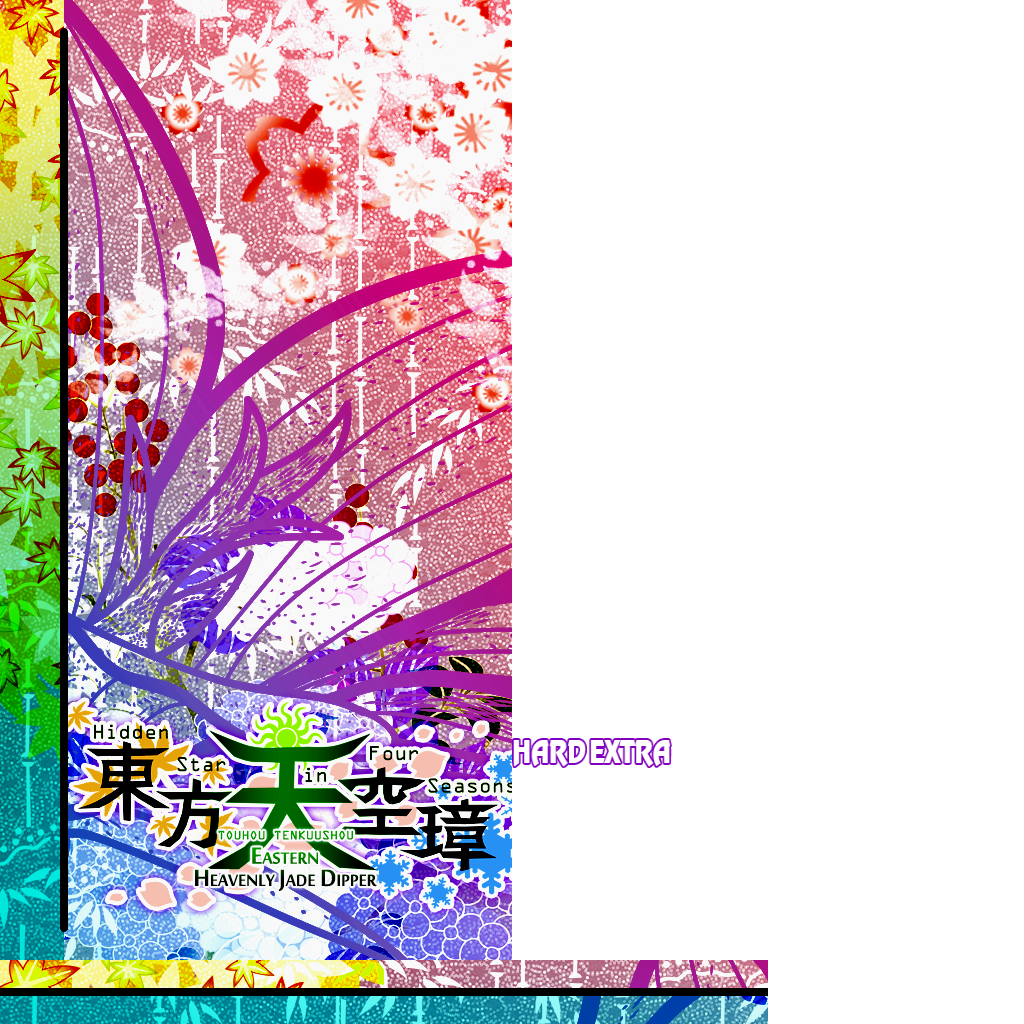 Hidden Star in Four Seasons
東方天空璋
TOUHOU TENKUUSHOU
EASTERN
HEAVENLY JADE DIPPER
HARD EXTRA